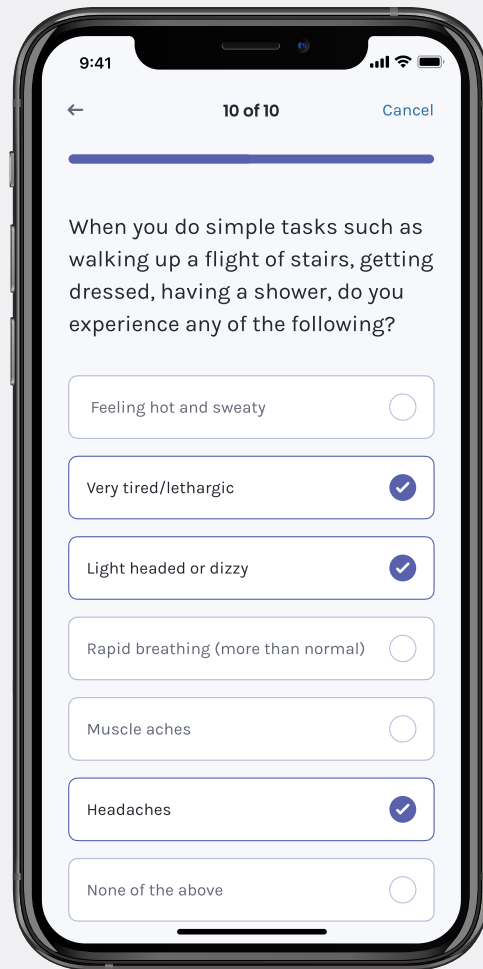 9:41
10 of 10
Cancel
When you do simple tasks such as
walking up a flight of stairs, getting
dressed, having a shower, do you
experience any of the following?
Feeling hot and sweaty
Very tired/lethargic
Light headed or dizzy
Rapid breathing (more than normal)
Muscle aches
Headaches
None of the above